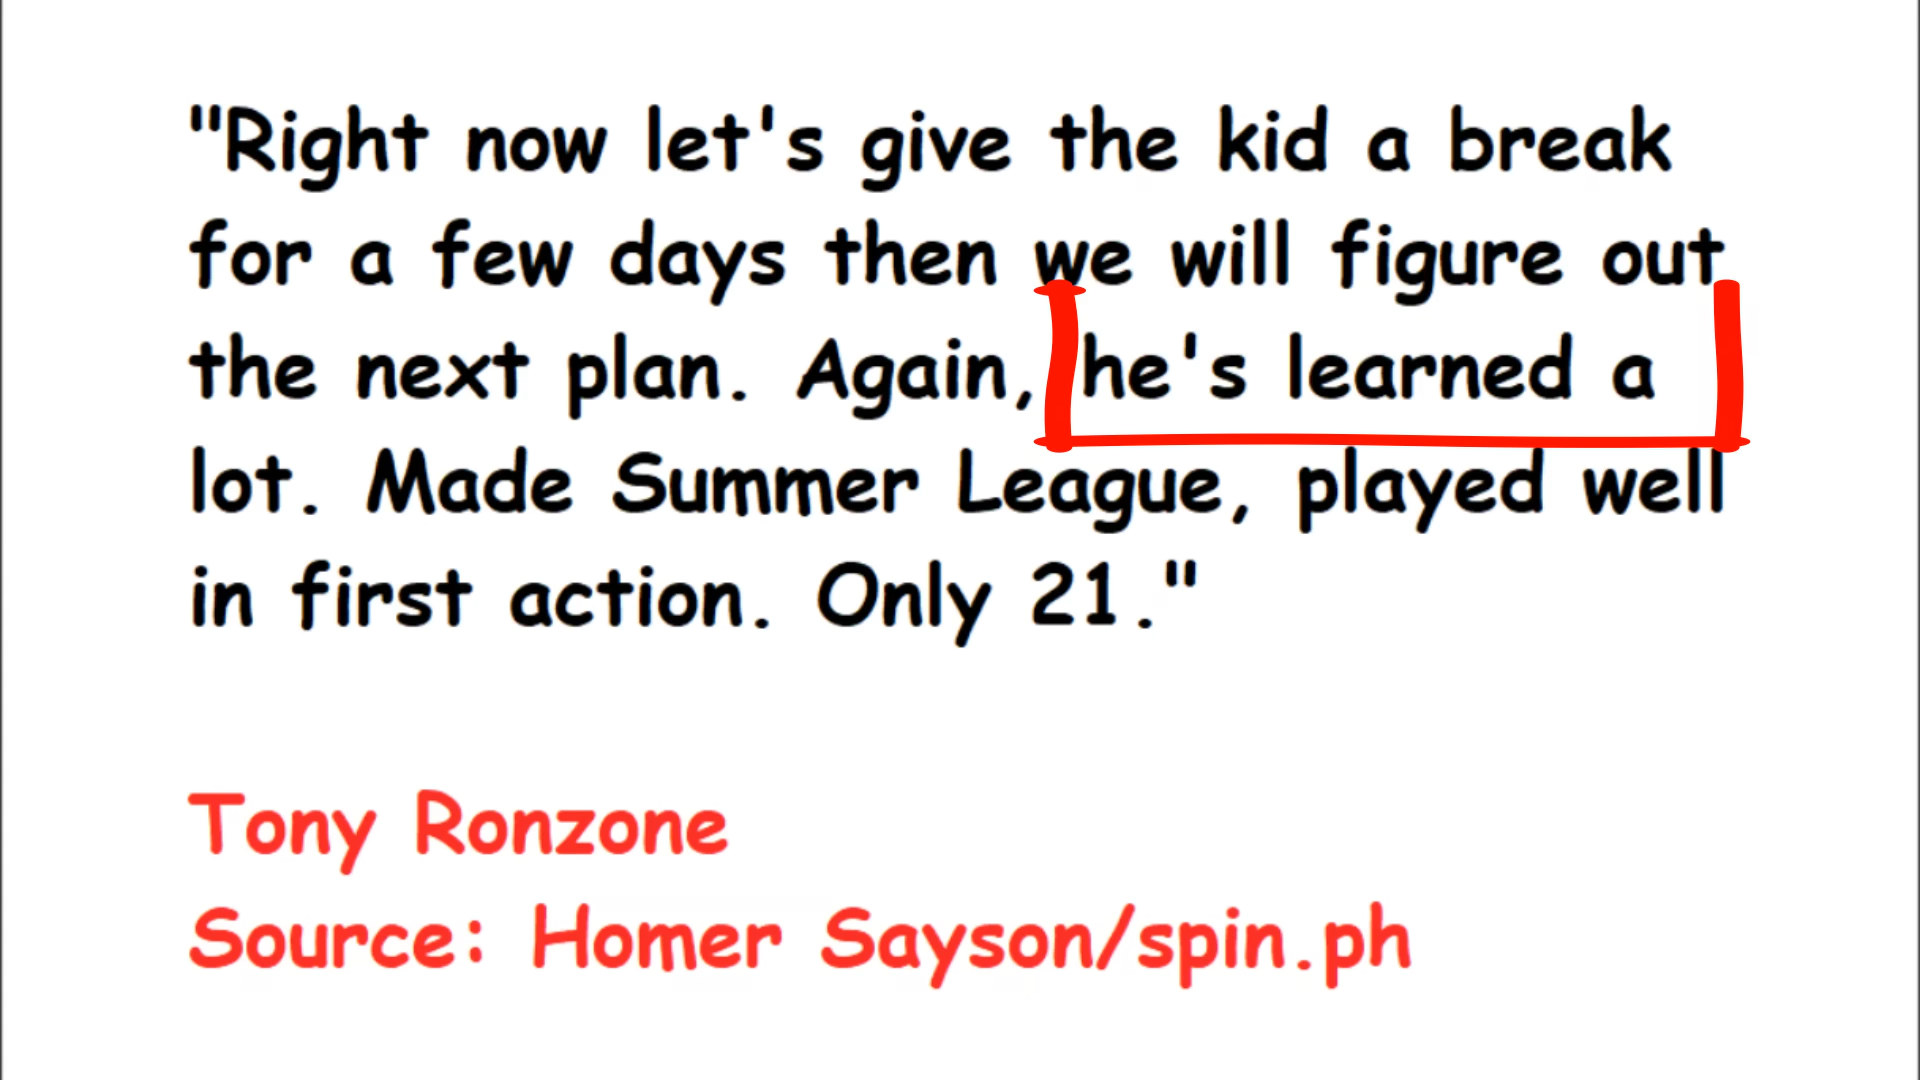 "Right now let's give the kid a break
for a few days then we will figure out
the next plan. Again, he's learned a
lot. Made Summer League, played well
in first action. Only 21."
Tony Ronzone
Source: Homer Sayson/spin.ph